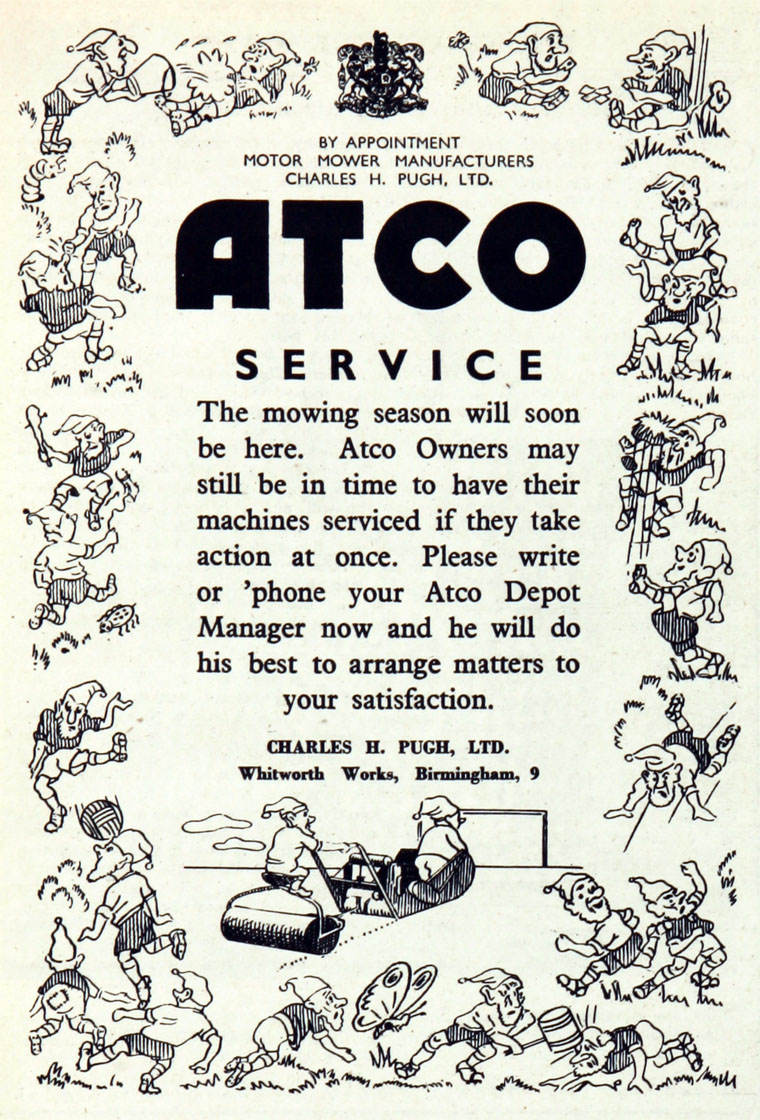 BY APPOINTMENT
MOTOR MOWER MANUFACTURERS
CHARLES H. PUGH, LTD.
ATCO
SERVICE
The mowing season will soon
be here. Atco Owners may
still be in time to have their
machines serviced if they take
action at once. Please write
or 'phone your Atco Depot
Manager now and he will do
his best to arrange matters to
your satisfaction.
CHARLES H. PUGH, LTD.
Whitworth Works, Birmingham, 9